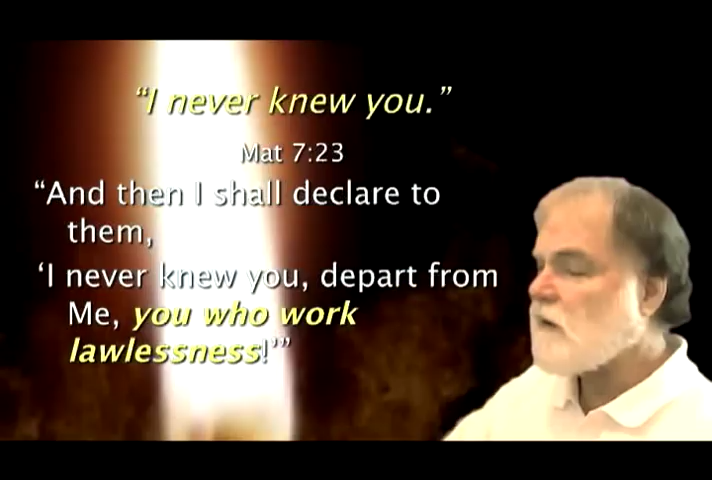 “I never knew you.”
Mat 7:23
“And then I shall declare to
them,
‘I never knew you, depart from
Me, you who work
lawlessness!’”